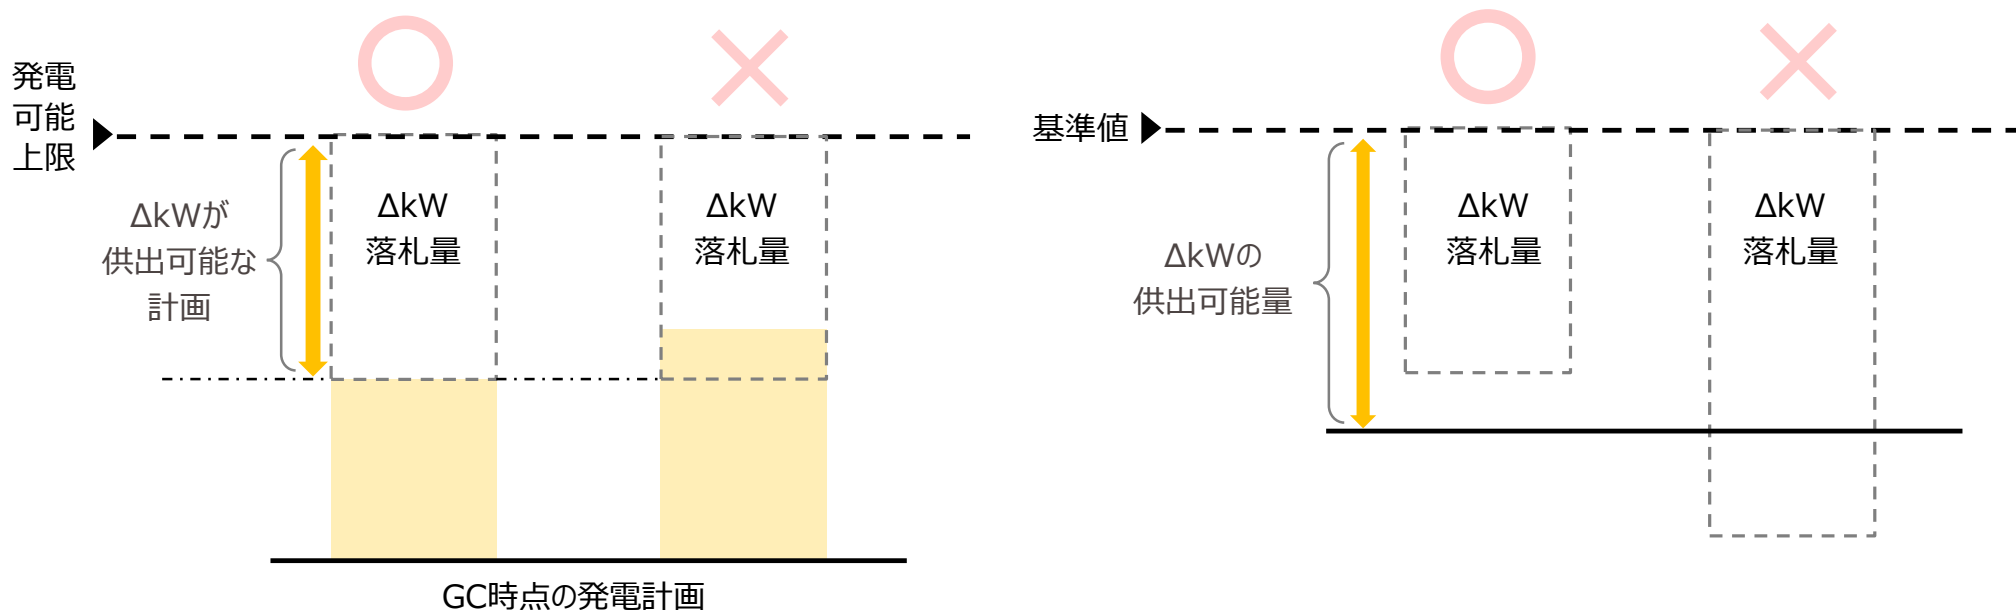 発電
可能
上限
ΔkWが
供出可能な
計画
ΔkW
落札量
ΔkW
落札量
GC時点の発電計画
基準値
ΔkWの
供出可能量
ΔkW
落札量
ΔkW
落札量